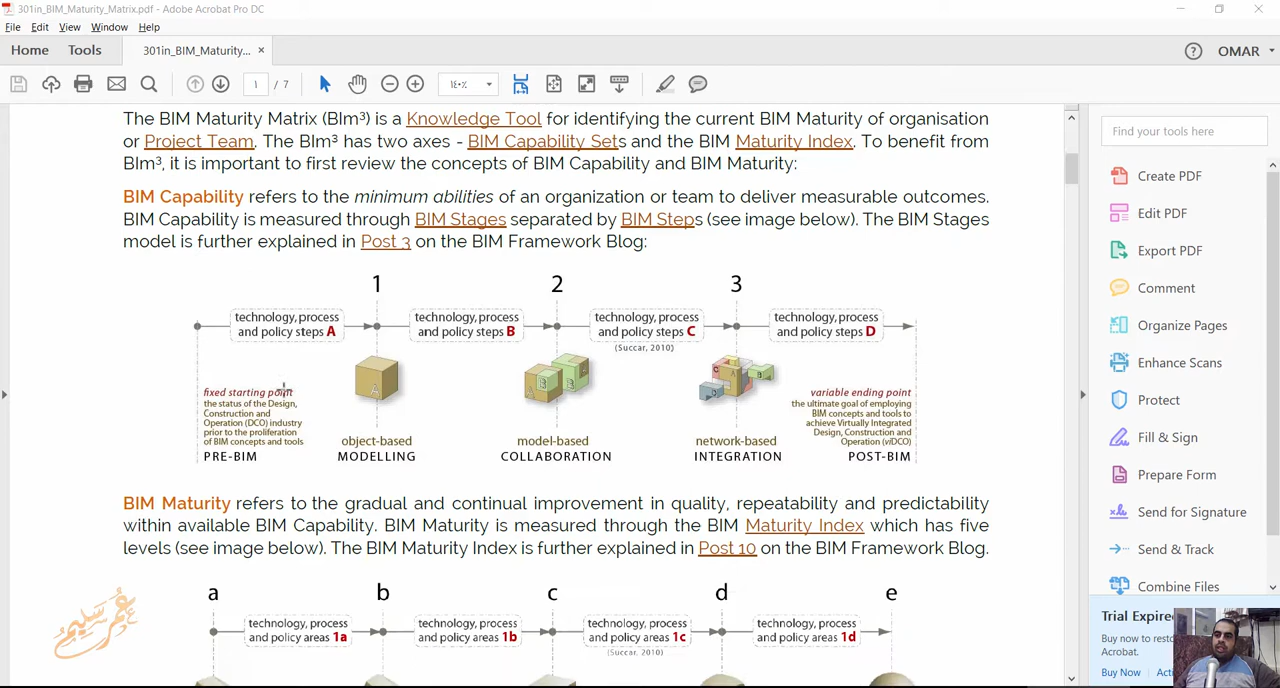 301in_BIM_Maturity_Matrix.pdf - Adobe Acrobat Pro DC
File Edit View Window Help
Home Tools 301in_BIM_Maturity... × OMAR
١ / 7 ١٤٠%
The BIM Maturity Matrix (BIm³) is a Knowledge Tool for identifying the current BIM Maturity of organisation
or Project Team. The BIm³ has two axes - BIM Capability Sets and the BIM Maturity Index. To benefit from
BIm³, it is important to first review the concepts of BIM Capability and BIM Maturity:
BIM Capability refers to the minimum abilities of an organization or team to deliver measurable outcomes.
BIM Capability is measured through BIM Stages separated by BIM Steps (see image below). The BIM Stages
model is further explained in Post 3 on the BIM Framework Blog:
1 2 3
technology, process
and policy steps A
technology, process
and policy steps B
technology, process
and policy steps C
(Succar, 2010)
technology, process
and policy steps D
A
A B B
C A B D
fixed starting point
the status of the Design,
Construction and
Operation (DCO) industry
prior to the proliferation
of BIM concepts and tools
PRE-BIM
object-based
MODELLING
model-based
COLLABORATION
network-based
INTEGRATION
variable ending point
the ultimate goal of employing
BIM concepts and tools to
achieve Virtually Integrated
Design, Construction and
Operation (viDCO)
POST-BIM
BIM Maturity refers to the gradual and continual improvement in quality, repeatability and predictability
within available BIM Capability. BIM Maturity is measured through the BIM Maturity Index which has five
levels (see image below). The BIM Maturity Index is further explained in Post 10 on the BIM Framework Blog.
a b c d e
technology, process
and policy areas 1a
technology, process
and policy areas 1b
technology, process
and policy areas 1c
(Succar, 2010)
technology, process
and policy areas 1d
عمر سليم
Find your tools here
Create PDF
Edit PDF
Export PDF
Comment
Organize Pages
Enhance Scans
Protect
Fill & Sign
Prepare Form
Send for Signature
Send & Track
Combine Files
Trial Expire
Buy now to resto
Acrobat.
Buy Now Acti